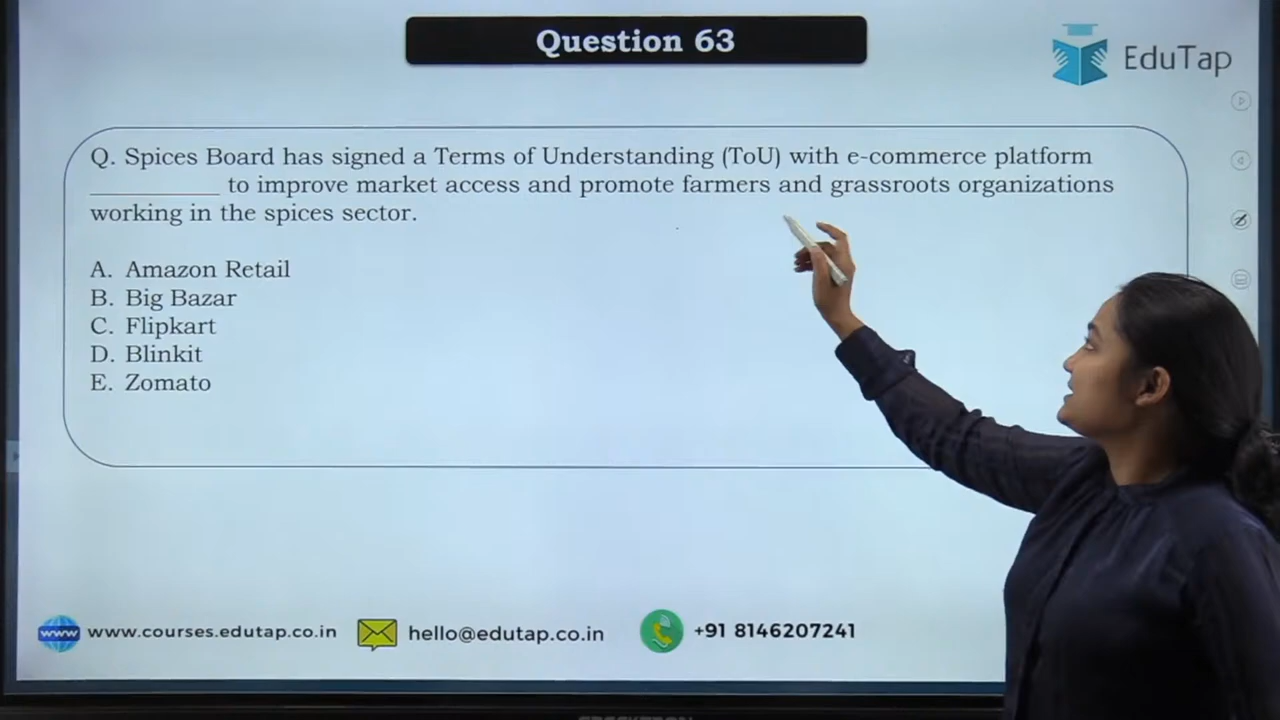 Question 63
EduTap
Q. Spices Board has signed a Terms of Understanding (ToU) with e-commerce platform
__________ to improve market access and promote farmers and grassroots organizations
working in the spices sector.
A. Amazon Retail
B. Big Bazar
C. Flipkart
D. Blinkit
E. Zomato
www www.courses.edutap.co.in hello@edutap.co.in +91 8146207241